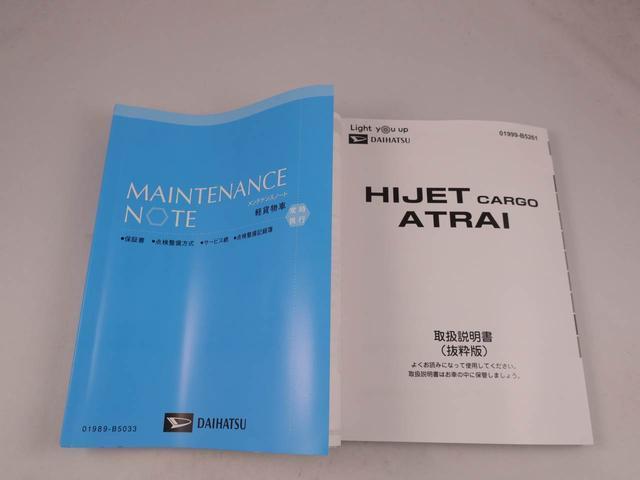 MAINTENANCE
NOTE
メンテナンスノート
軽貨物車
常時
携行
●保証書 ●点検整備方式 ●サービス網 ●点検整備記録簿
DAIHATSU
01989-B5033
Light you up
DAIHATSU
01999-B5261
HIJET CARGO
ATRAI
取扱説明書
(抜粋版)
よくお読みになって使用してください。
取扱説明書はお車の中に保管しましょう。